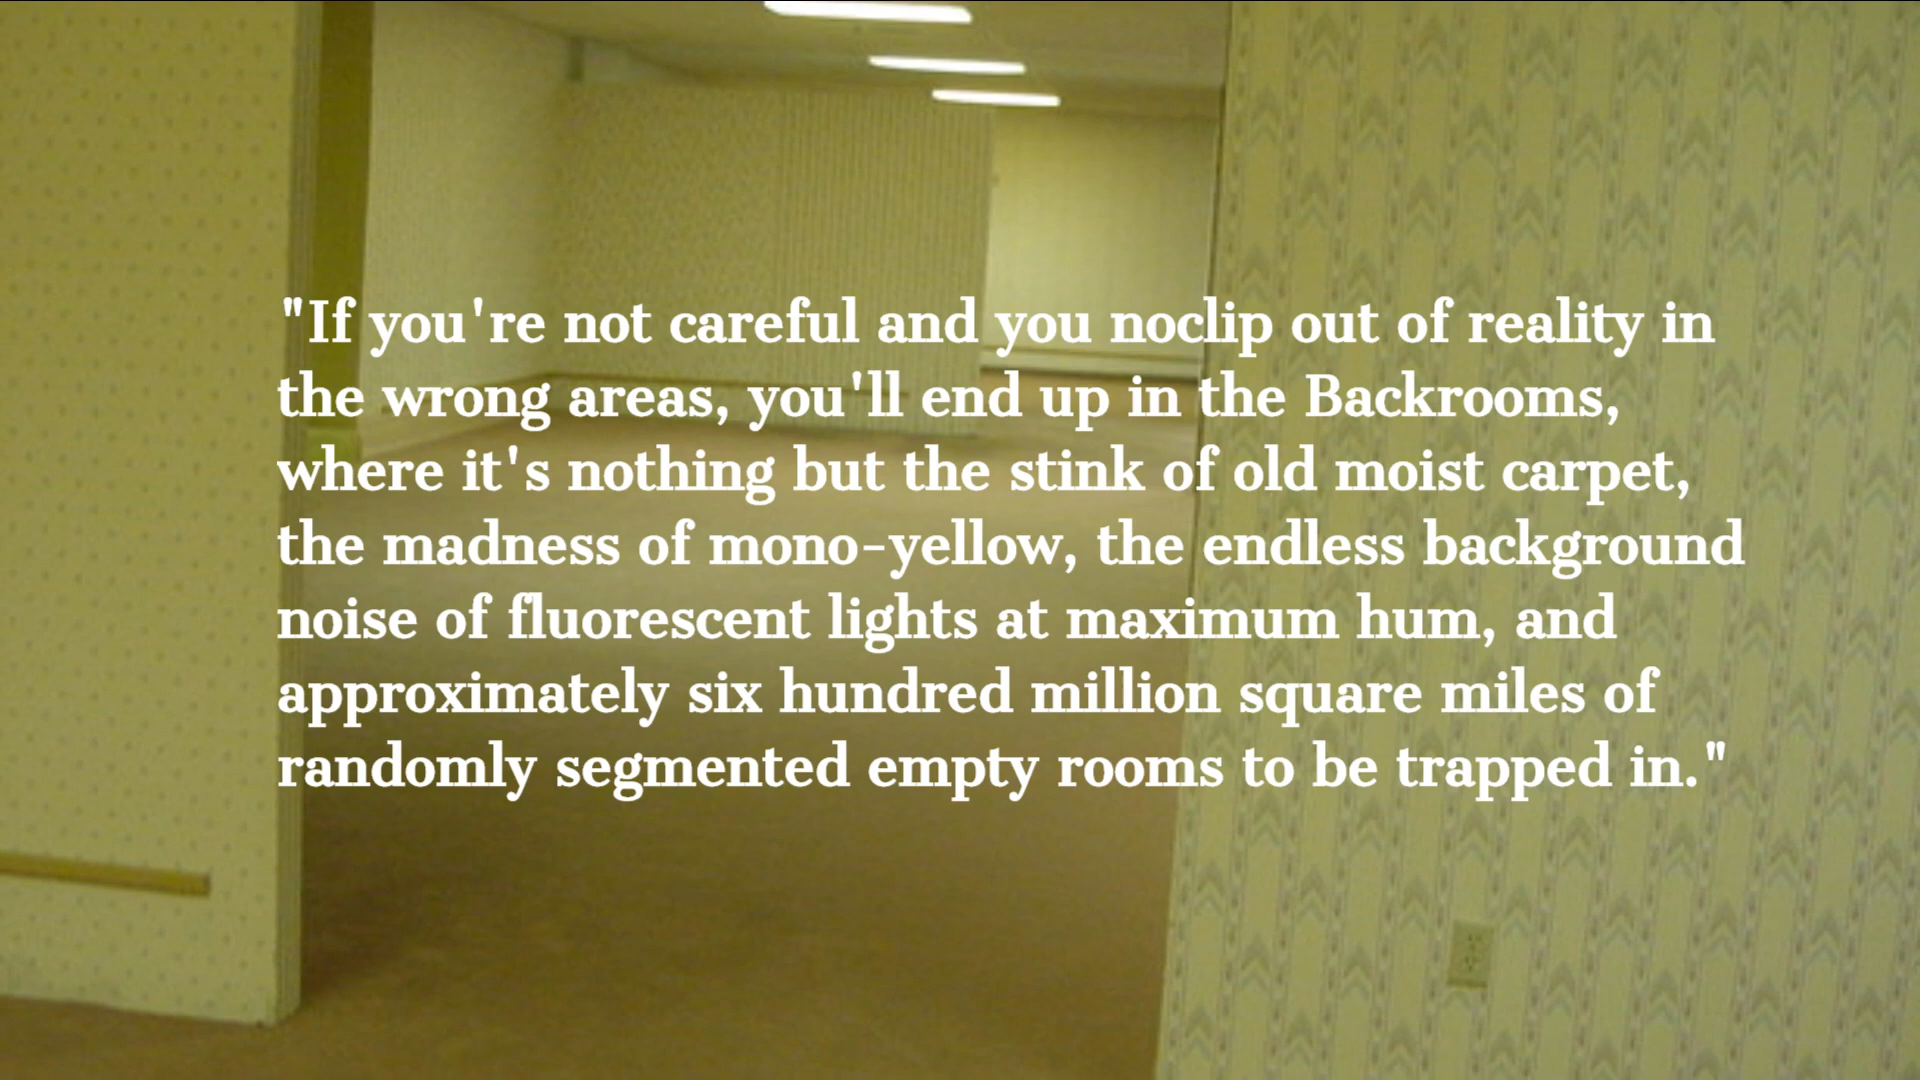 "If you're not careful and you noclip out of reality in
the wrong areas, you'll end up in the Backrooms,
where it's nothing but the stink of old moist carpet,
the madness of mono-yellow, the endless background
noise of fluorescent lights at maximum hum, and
approximately six hundred million square miles of
randomly segmented empty rooms to be trapped in."